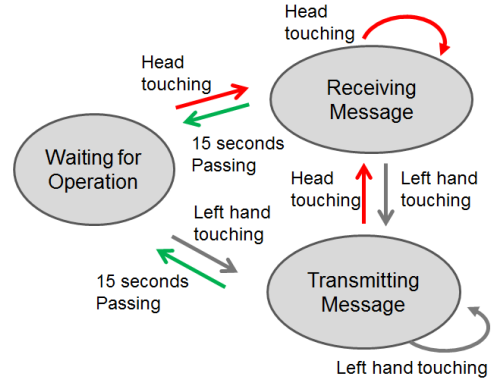 Head
touching
Head
touching
Receiving
Message
15 seconds
Passing
Waiting for
Operation
Head
touching
Left hand
touching
Left hand
touching
15 seconds
Passing
Transmitting
Message
Left hand touching